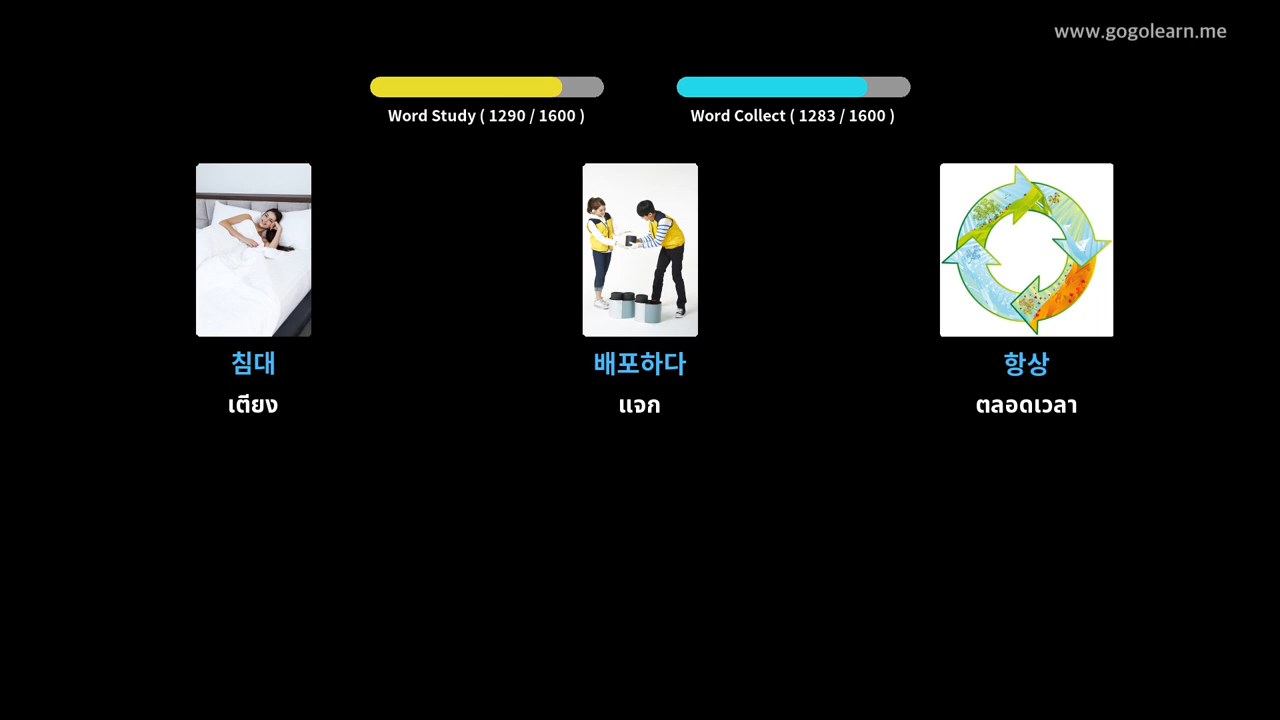 www.gogolearn.me
Word Study ( 1290 / 1600 )
Word Collect ( 1283 / 1600 )
침대
배포하다
항상
เตียง
แจก
ตลอดเวลา